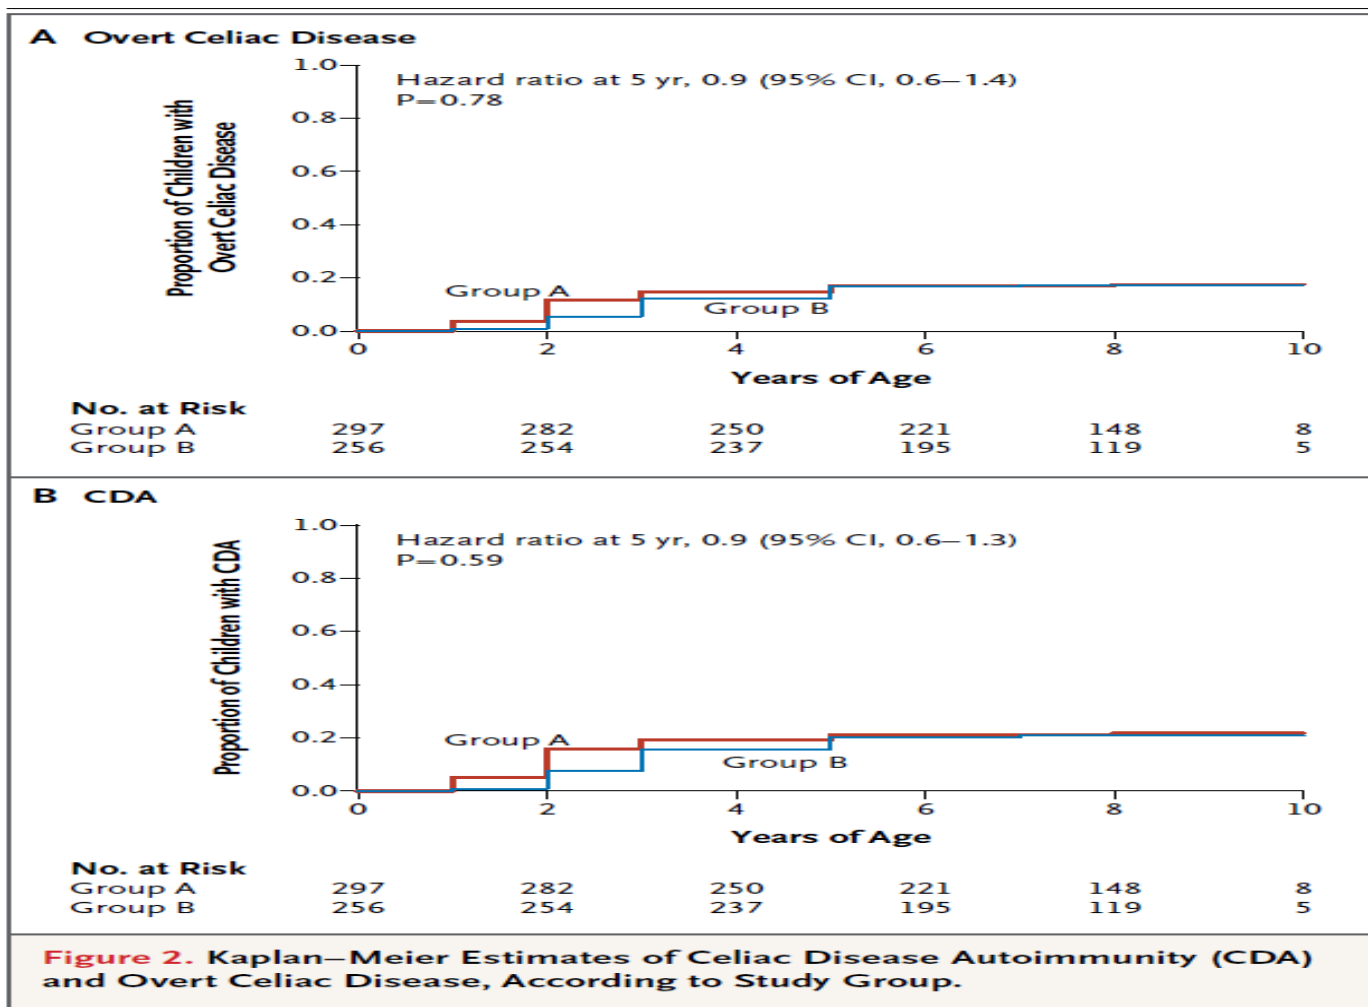 A Overt Celiac Disease
Proportion of Children with
Overt Celiac Disease
1.0
0.8
0.6
0.4
0.2
0.0
Hazard ratio at 5 yr, 0.9 (95% CI, 0.6–1.4)
P=0.78
Group A
Group B
0 2 4 6 8 10
Years of Age
No. at Risk
Group A 297 282 250 221 148 8
Group B 256 254 237 195 119 5
B CDA
Proportion of Children with CDA
1.0
0.8
0.6
0.4
0.2
0.0
Hazard ratio at 5 yr, 0.9 (95% CI, 0.6–1.3)
P=0.59
Group A
Group B
0 2 4 6 8 10
Years of Age
No. at Risk
Group A 297 282 250 221 148 8
Group B 256 254 237 195 119 5
Figure 2. Kaplan–Meier Estimates of Celiac Disease Autoimmunity (CDA)
and Overt Celiac Disease, According to Study Group.